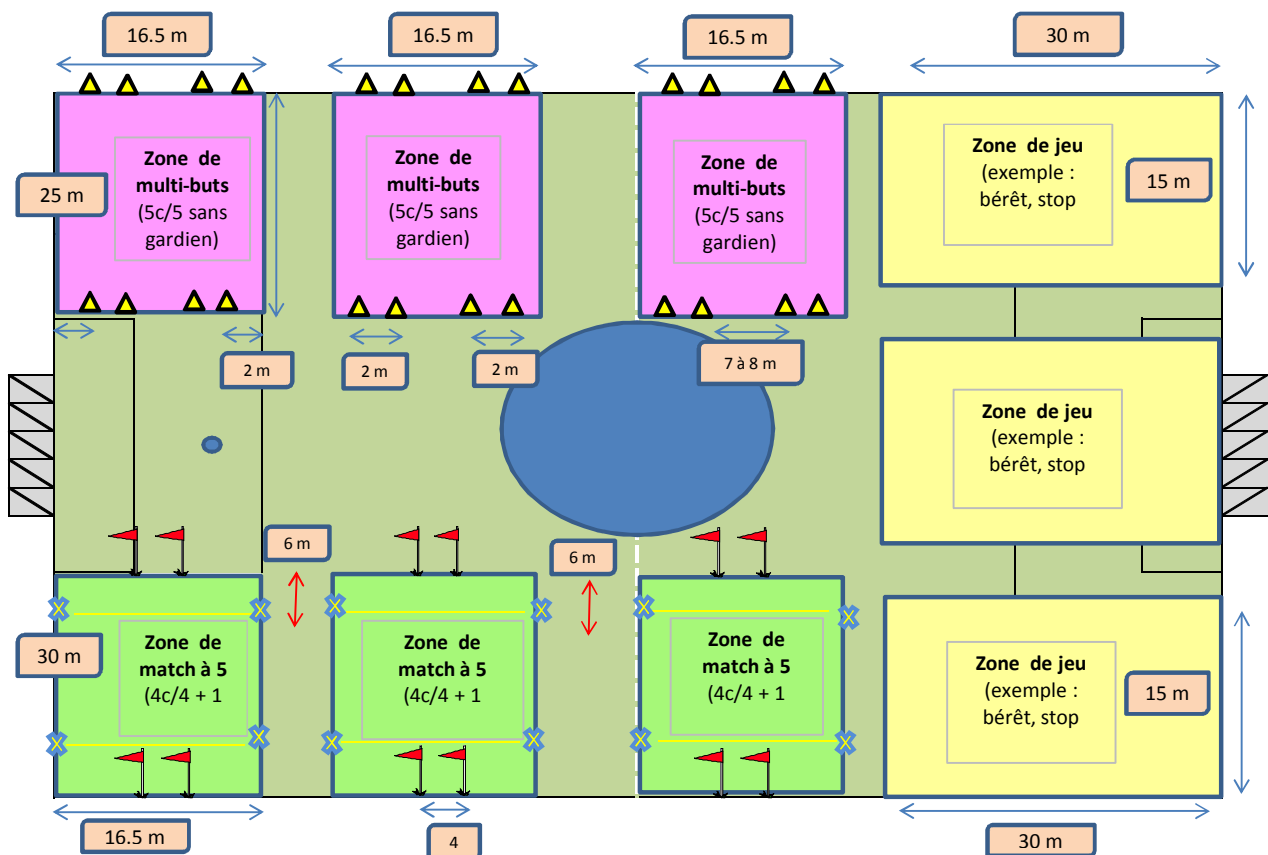 16.5 m
16.5 m
16.5 m
30 m
Zone de
multi-buts
(5c/5 sans
gardien)
Zone de
multi-buts
(5c/5 sans
gardien)
Zone de
multi-buts
(5c/5 sans
gardien)
Zone de jeu
(exemple :
bérêt, stop
25 m
15 m
2 m
2 m
2 m
7 à 8 m
Zone de jeu
(exemple :
bérêt, stop
6 m
6 m
Zone de
match à 5
(4c/4 + 1
Zone de
match à 5
(4c/4 + 1
Zone de
match à 5
(4c/4 + 1
Zone de jeu
(exemple :
bérêt, stop
30 m
15 m
16.5 m
4
30 m